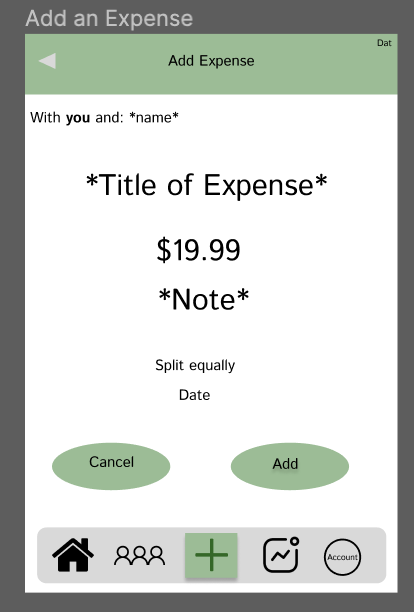 Add an Expense
Dat
Add Expense
With you and: *name*
*Title of Expense*
$19.99
*Note*
Split equally
Date
Cancel
Add
Account